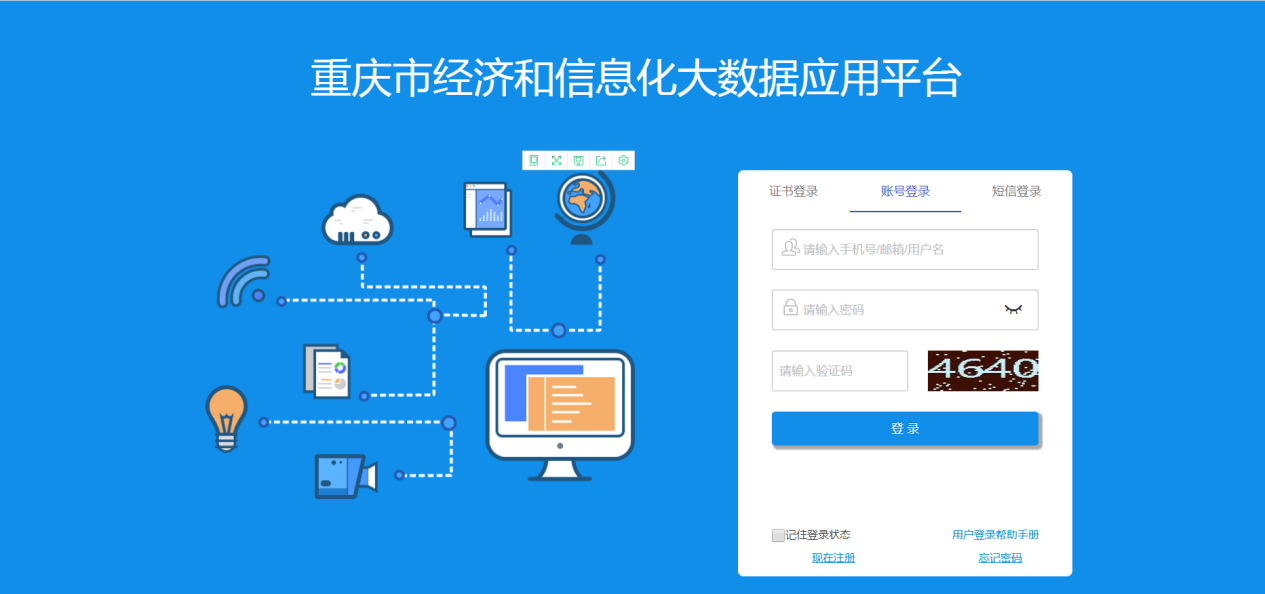 重庆市经济和信息化大数据应用平台
证书登录 账号登录 短信登录
请输入手机号/邮箱/用户名
请输入密码
请输入验证码 4640
登 录
记住登录状态 用户登录帮助手册
现在注册 忘记密码